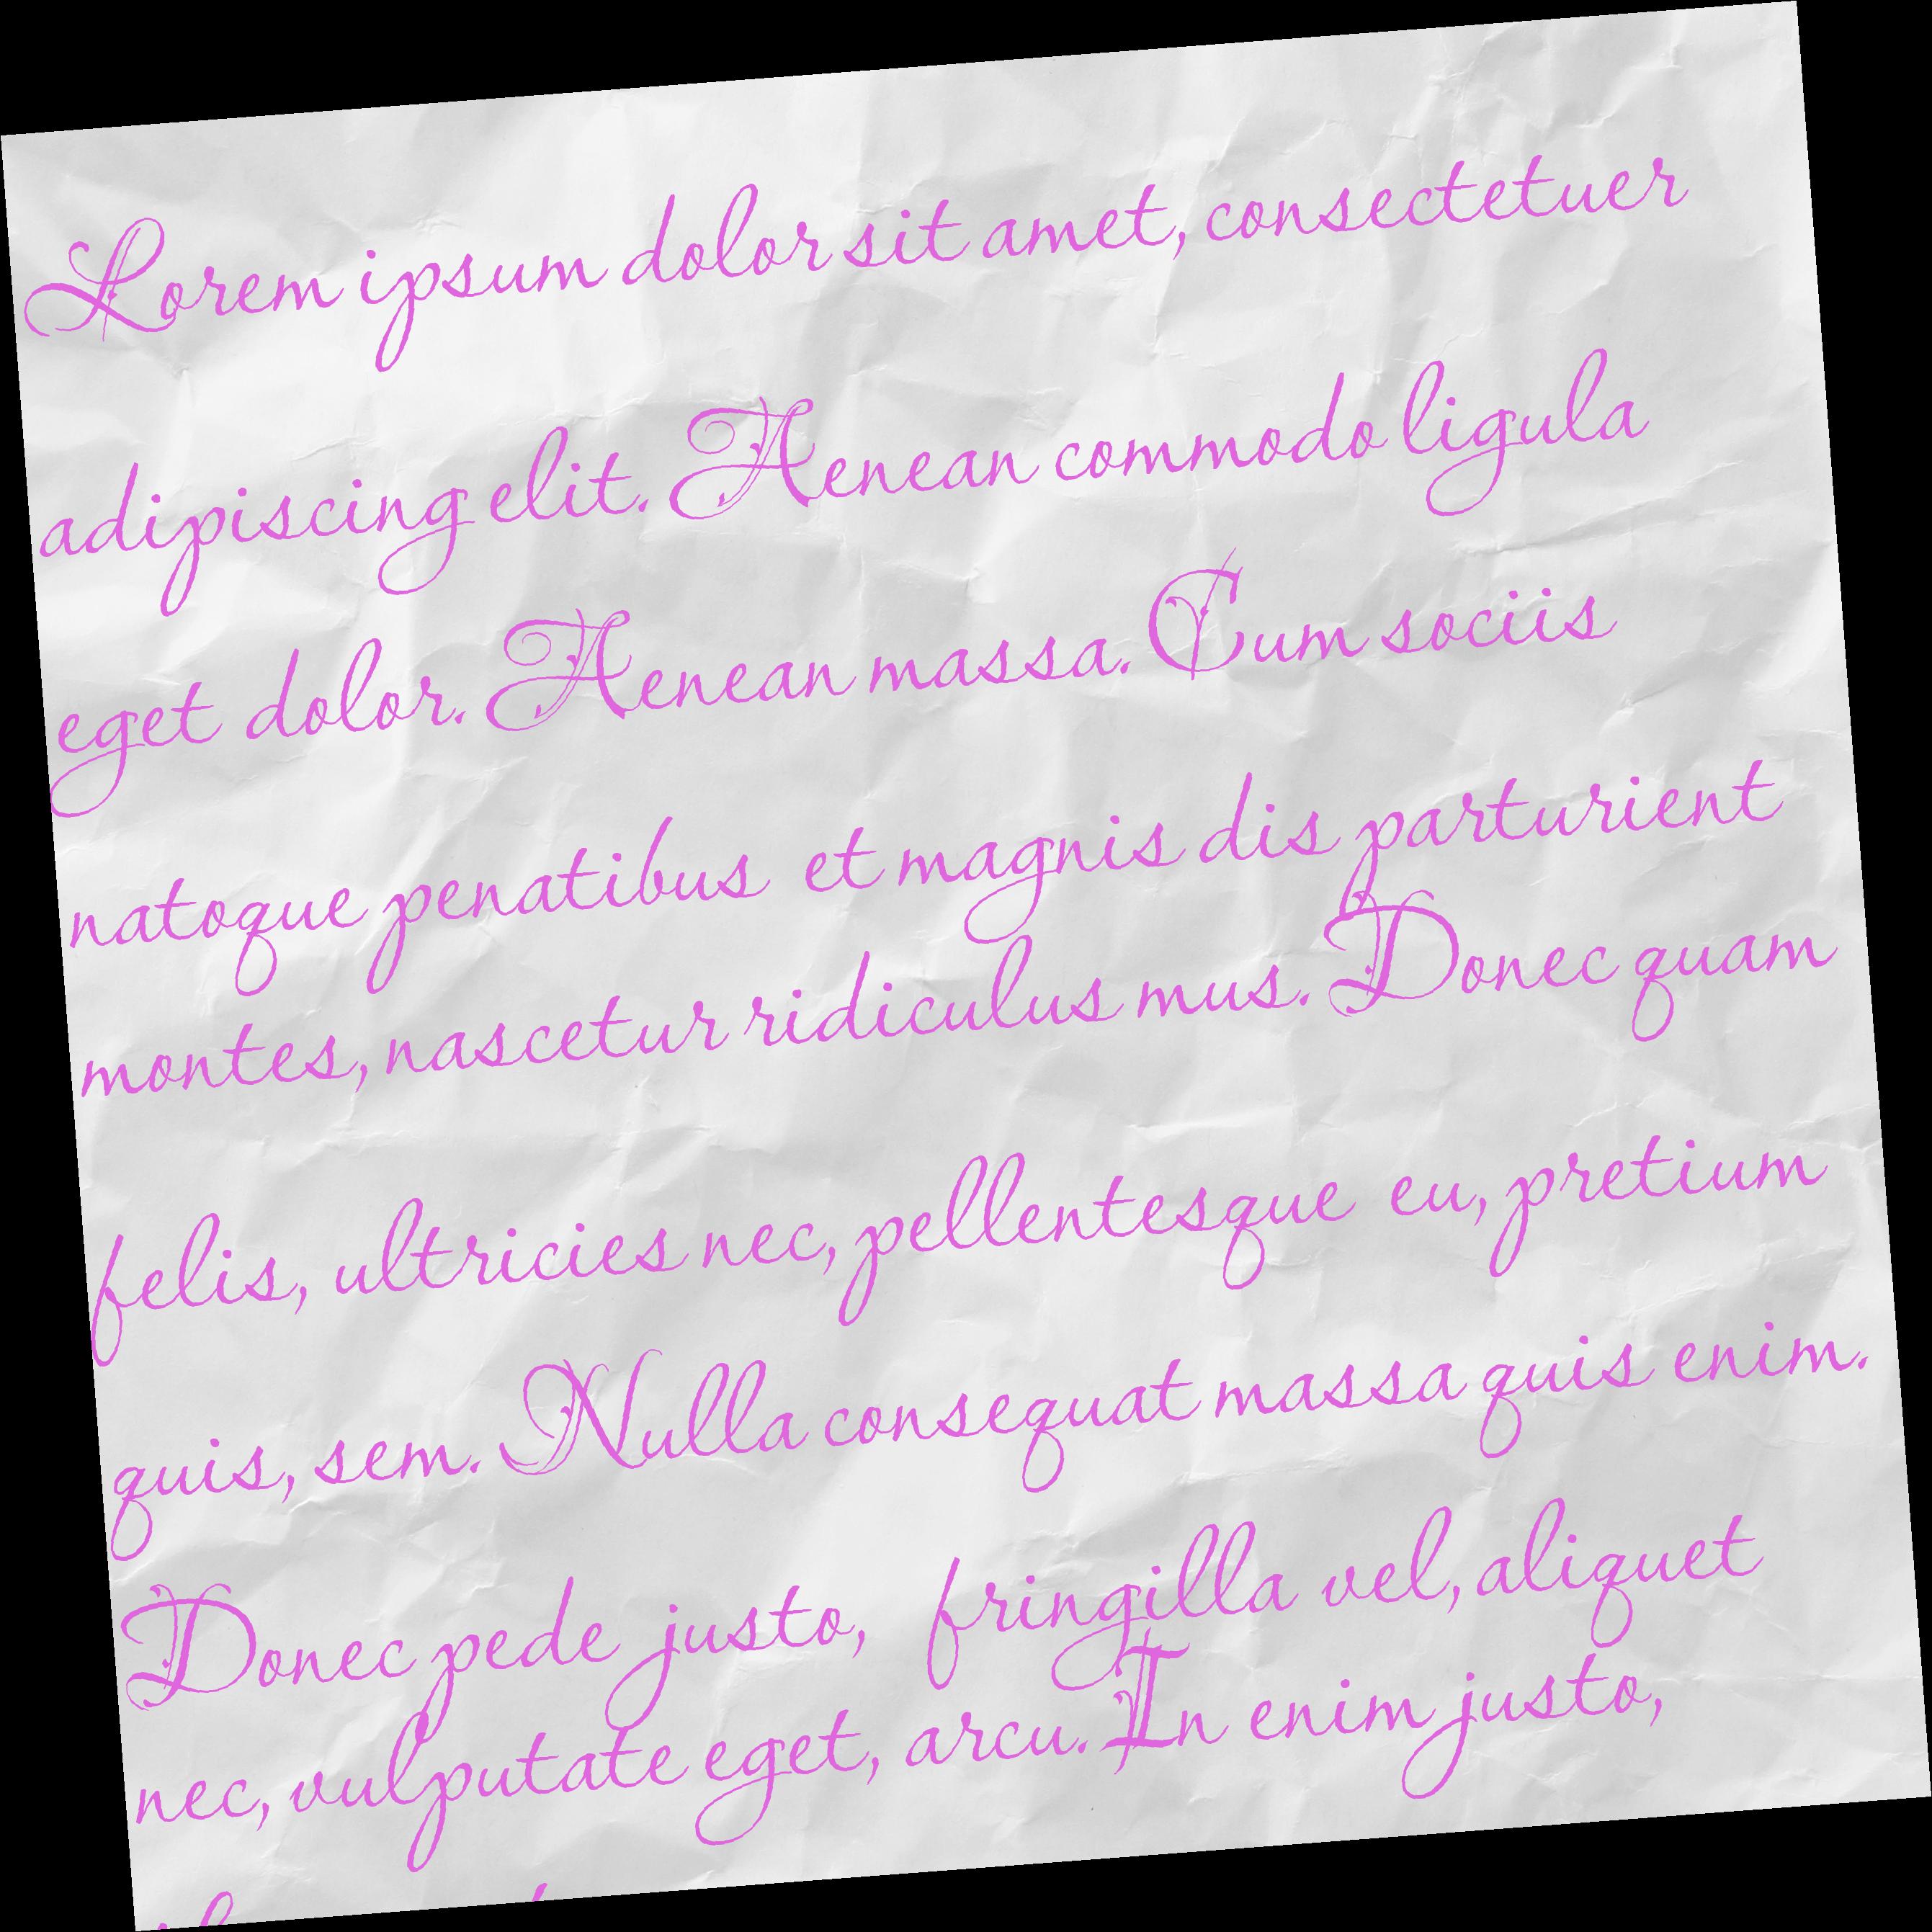 Lorem ipsum dolor sit amet, consectetuer
adipiscing elit. Aenean commodo ligula
eget dolor. Aenean massa. Cum sociis
natoque penatibus et magnis dis parturient
montes, nascetur ridiculus mus. Donec quam
felis, ultricies nec, pellentesque eu, pretium
quis, sem. Nulla consequat massa quis enim.
Donec pede justo, fringilla vel, aliquet
nec, vulputate eget, arcu. In enim justo,